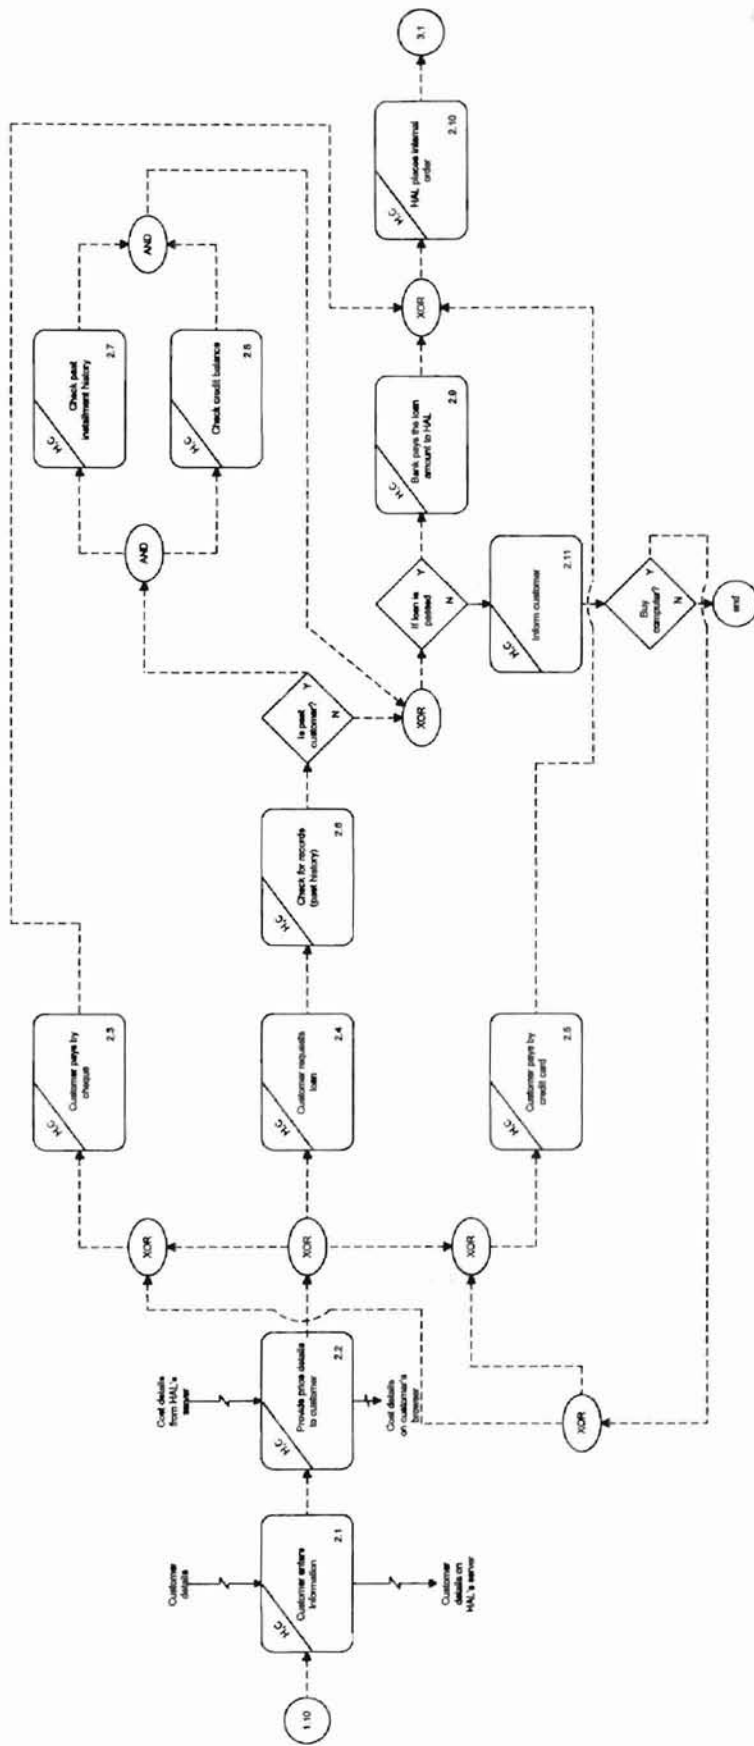 1.10
Customer
details
H,C
Customer enters
Information
2.1
Customer
details on
HAL's server
Cost details
from HAL's
server
H,C
Provide price details
to customer
2.2
Cost details
on customer's
browser
XOR
XOR
XOR
XOR
H,C
Customer pays by
cheque
2.3
H,C
Customer requests
loan
2.4
H,C
Customer pays by
credit card
2.5
H,C
Check for records
(past history)
2.6
Is past
customer?
Y
N
AND
H,C
Check past
installment history
2.7
H,C
Check credit balance
2.8
AND
XOR
If loan is
passed
Y
N
H,C
Bank pays the loan
amount to HAL
2.9
H,C
Inform customer
2.11
Buy
computer?
Y
N
end
XOR
H,C
HAL places internal
order
2.10
3.1